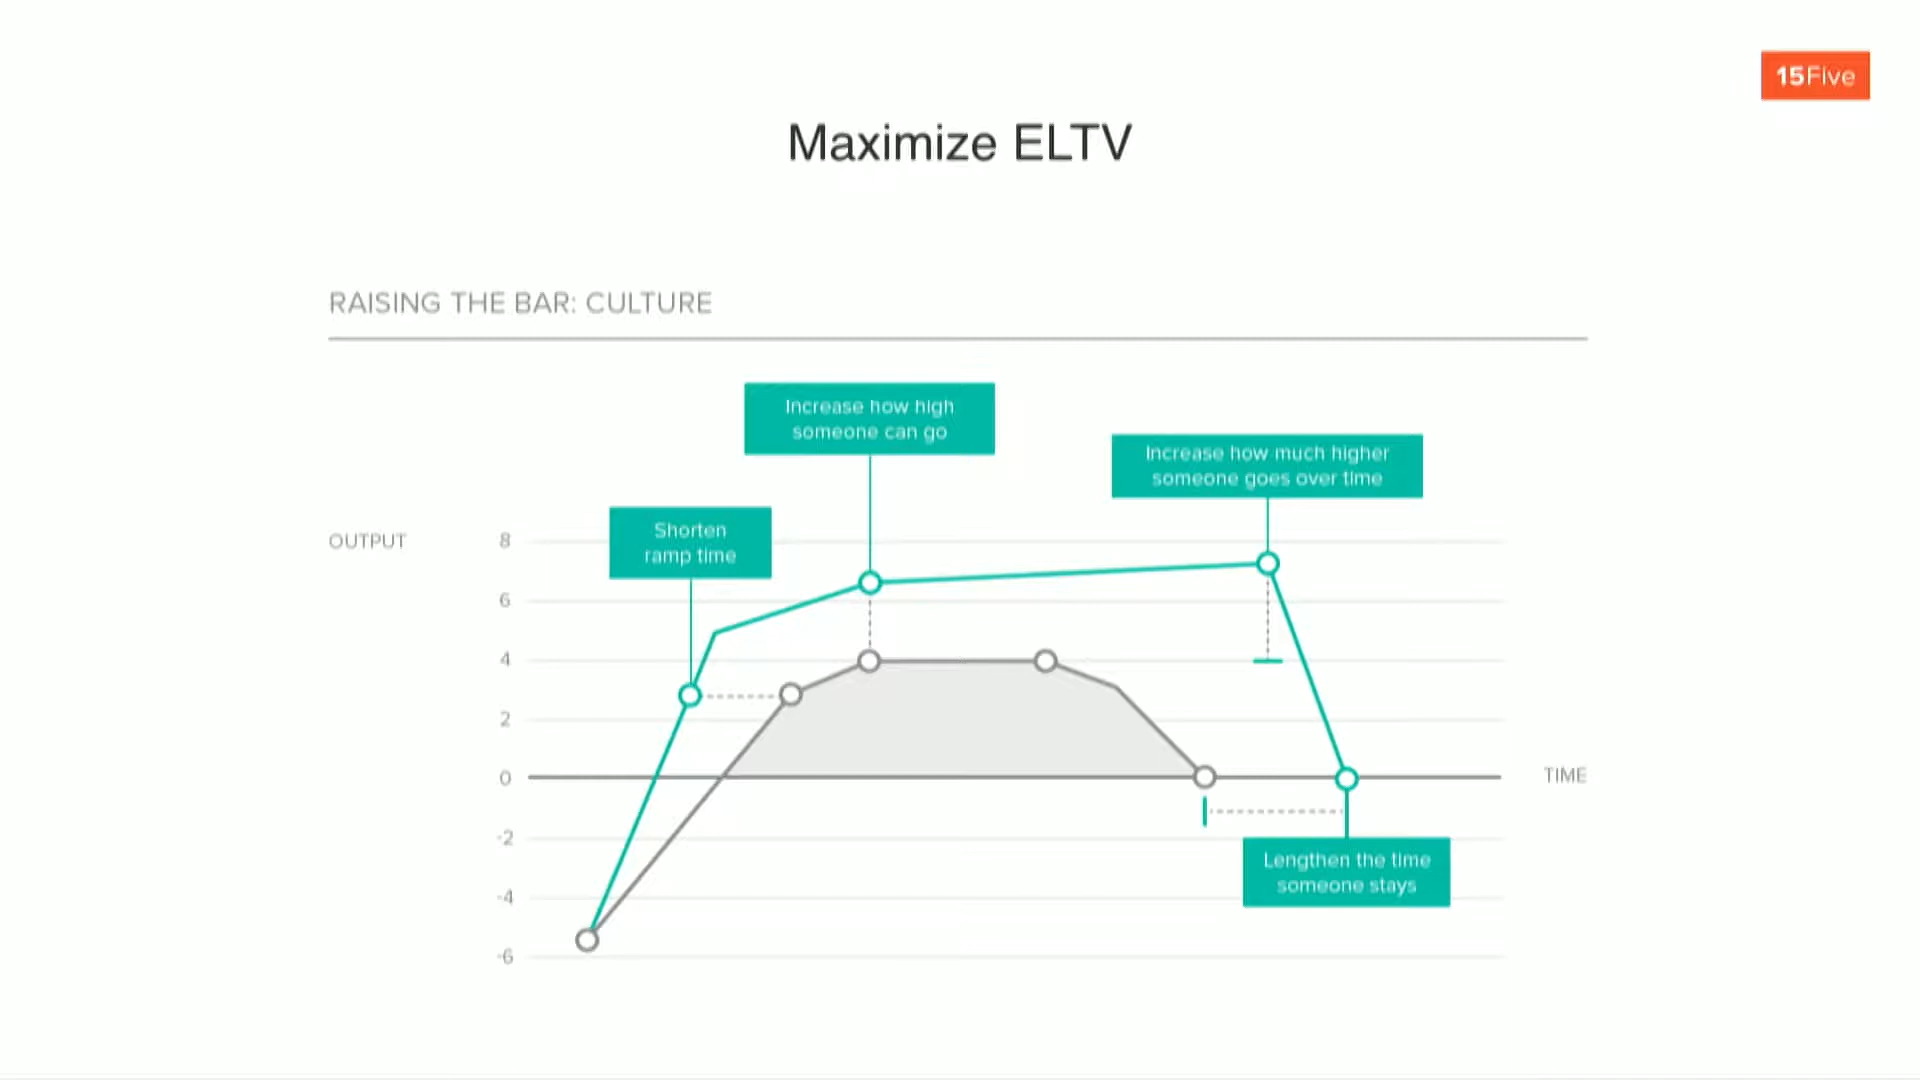 15Five
Maximize ELTV
RAISING THE BAR: CULTURE
Increase how high
someone can go
Increase how much higher
someone goes over time
Shorten
ramp time
OUTPUT
8
6
4
2
0
TIME
-2
-4
-6
Lengthen the time
someone stays